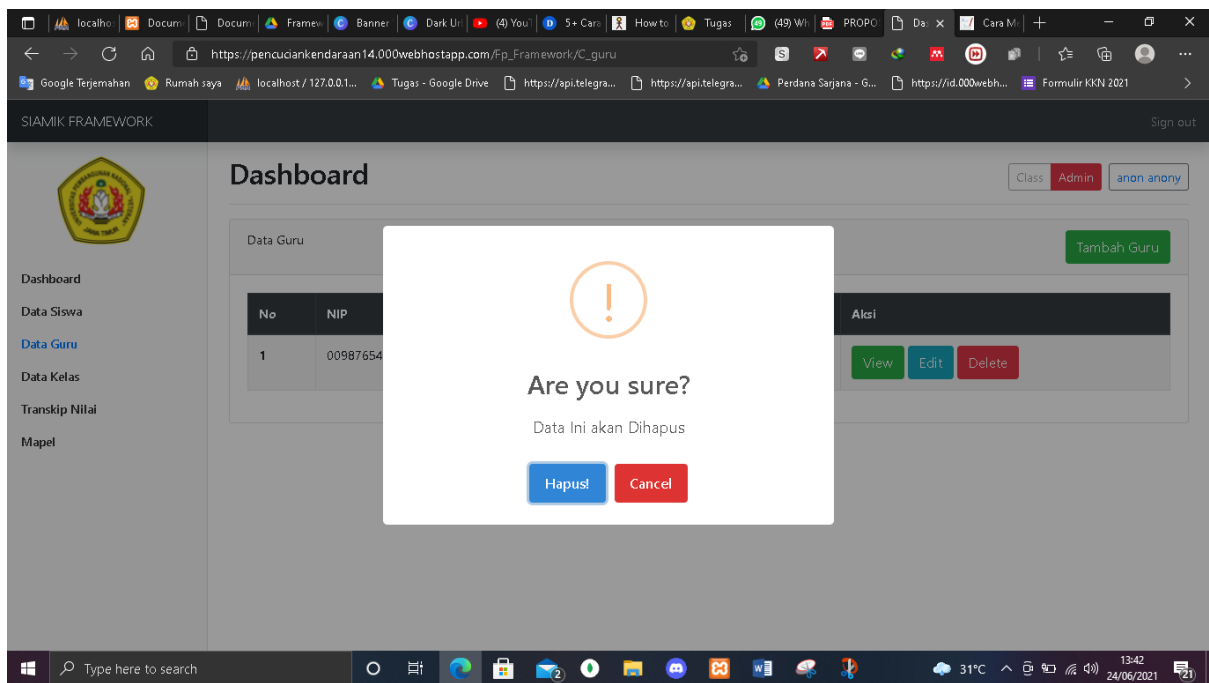 localho
Docum
Docum
Framew
Banner
Dark Uri
(4) YouT
5+ Cara
How to
Tugas
(49) Wh
PROPO
Da
Cara Me
https://pencuciankendaraan14.000webhostapp.com/Fp_Framework/C_guru
Google Terjemahan
Rumah saya
localhost / 127.0.0.1...
Tugas - Google Drive
https://api.telegra...
https://api.telegra...
Perdana Sarjana - G...
https://id.000webh...
Formulir KKN 2021
SIAMIK FRAMEWORK
Sign out
Dashboard
Class Admin anon anony
Dashboard
Data Siswa
Data Guru
Data Kelas
Transkip Nilai
Mapel
Data Guru
Tambah Guru
No NIP Aksi
1 00987654 View Edit Delete
!
Are you sure?
Data Ini akan Dihapus
Hapus! Cancel
Type here to search
31°C
13:42
24/06/2021